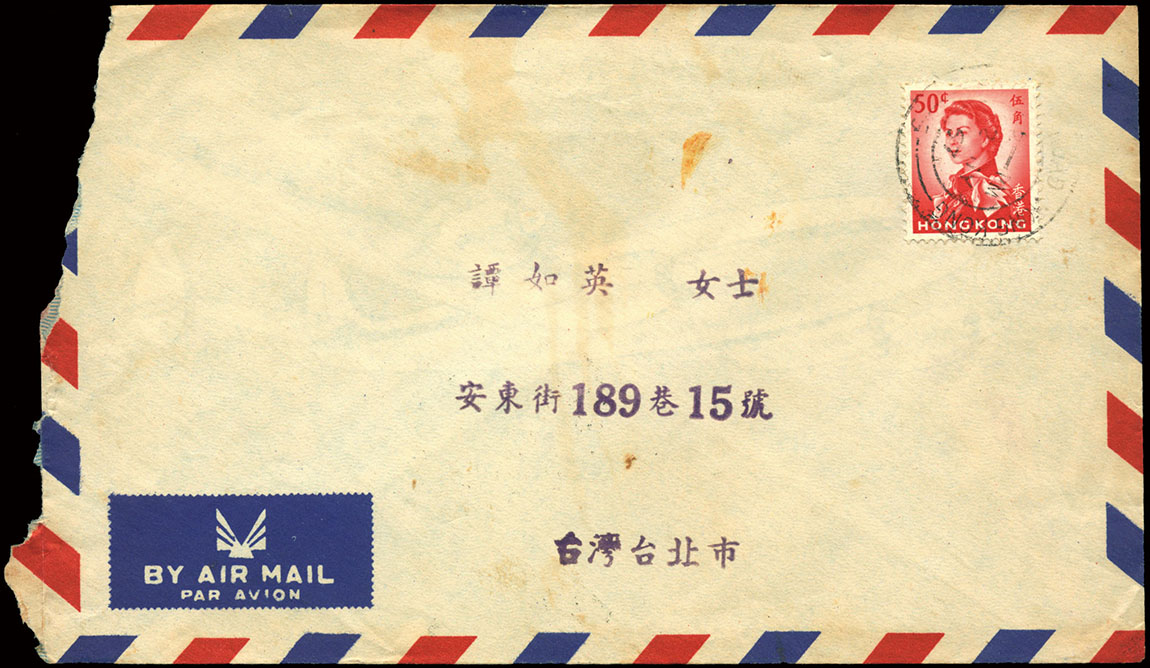 50¢
伍角
香港
HONG KONG
譚如英 女士
安東街189巷15號
台灣台北市
BY AIR MAIL
PAR AVION